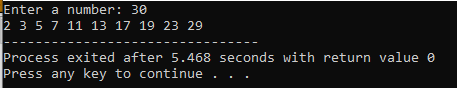 Enter a number: 30
2 3 5 7 11 13 17 19 23 29
--------------------------------
Process exited after 5.468 seconds with return value 0
Press any key to continue . . .